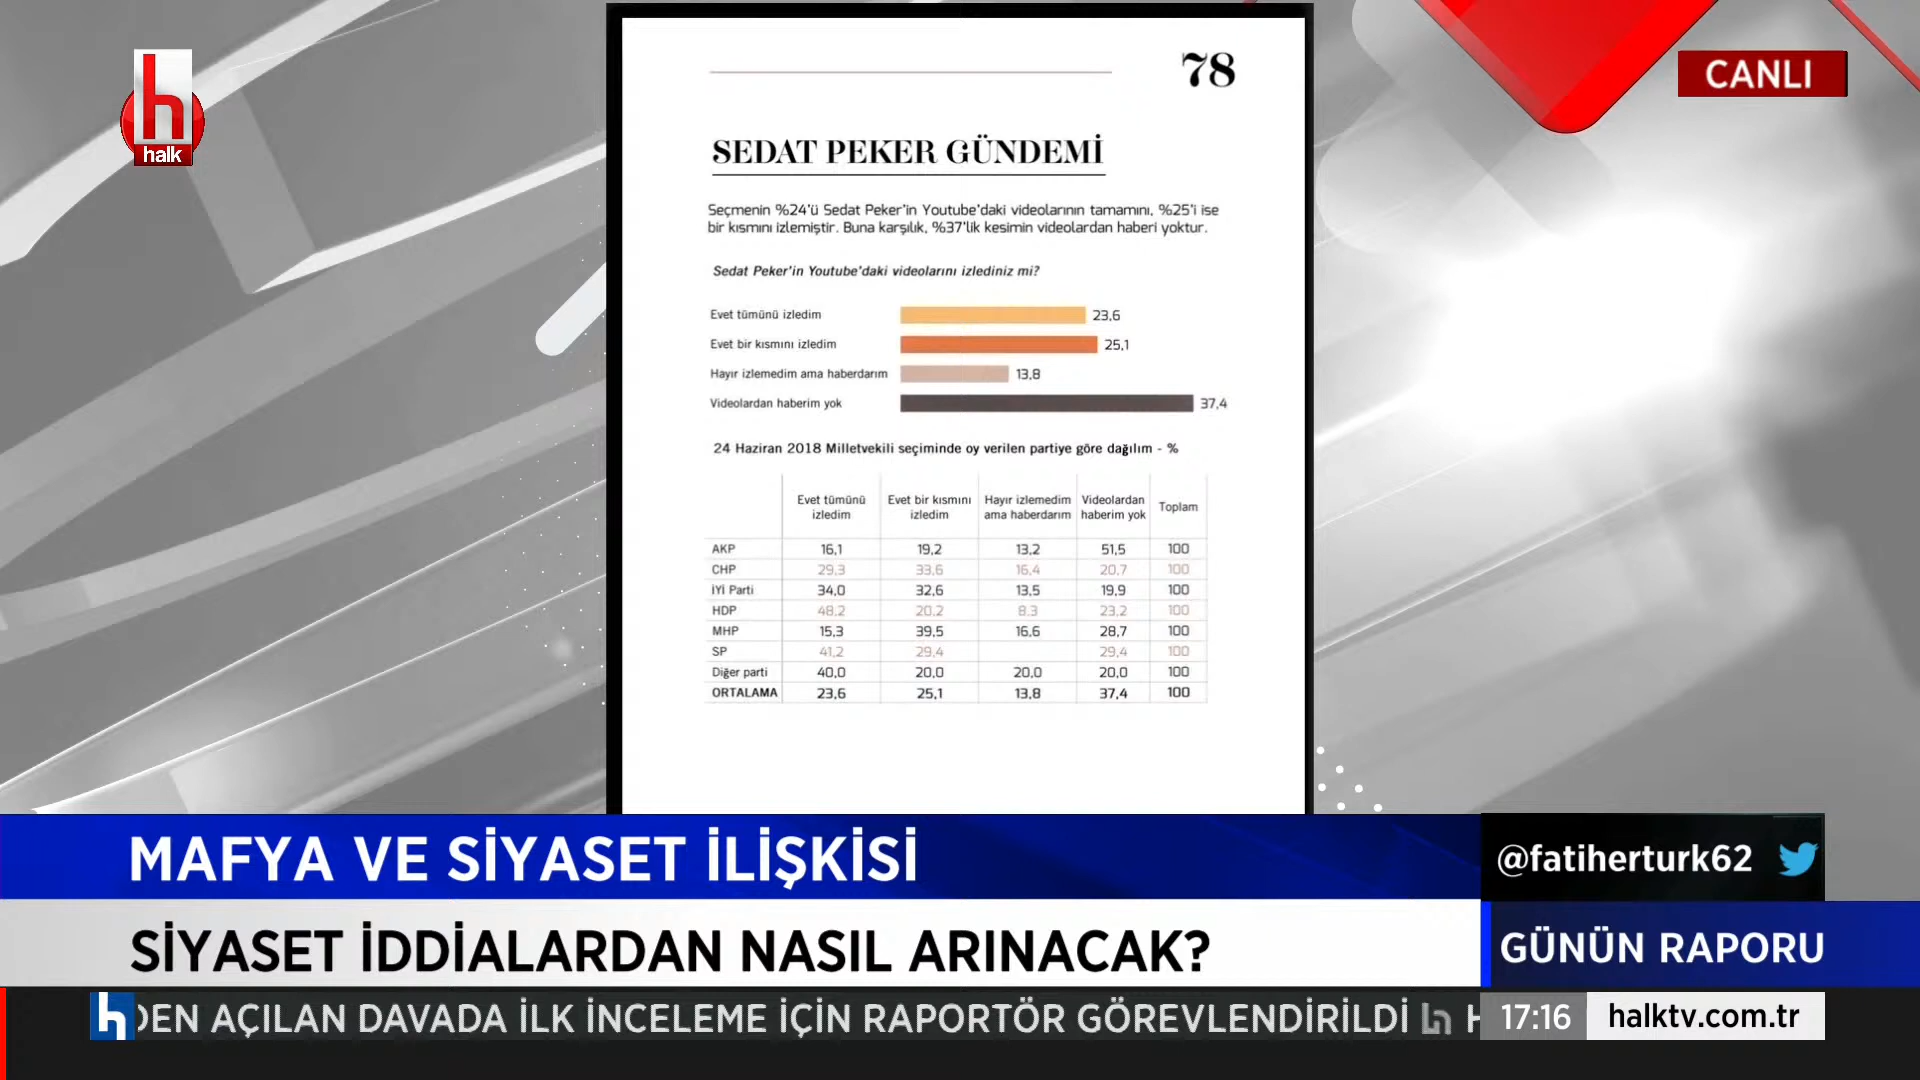 h
halk
CANLI
78
SEDAT PEKER GÜNDEMİ
Seçmenin %24'ü Sedat Peker'in Youtube'daki videolarının tamamını, %25'i ise
bir kısmını izlemiştir. Buna karşılık, %37'lik kesimin videolardan haberi yoktur.
Sedat Peker'in Youtube'daki videolarını izlediniz mi?
Evet tümünü izledim 23,6
Evet bir kısmını izledim 25,1
Hayır izlemedim ama haberdarım 13,8
Videolardan haberim yok 37,4
24 Haziran 2018 Milletvekili seçiminde oy verilen partiye göre dağılım - %
Evet tümünü izledim Evet bir kısmını izledim Hayır izlemedim ama haberdarım Videolardan haberim yok Toplam
AKP 16,1 19,2 13,2 51,5 100
CHP 29,3 33,6 16,4 20,7 100
İYİ Parti 34,0 32,6 13,5 19,9 100
HDP 48,2 20,2 8,3 23,2 100
MHP 15,3 39,5 16,6 28,7 100
SP 41,2 29,4 29,4 100
Diğer parti 40,0 20,0 20,0 20,0 100
ORTALAMA 23,6 25,1 13,8 37,4 100
MAFYA VE SİYASET İLİŞKİSİ
@fatiherturk62
SİYASET İDDİALARDAN NASIL ARINACAK?
GÜNÜN RAPORU
h DEN AÇILAN DAVADA İLK İNCELEME İÇİN RAPORTÖR GÖREVLENDİRİLDİ h H
17:16 halktv.com.tr